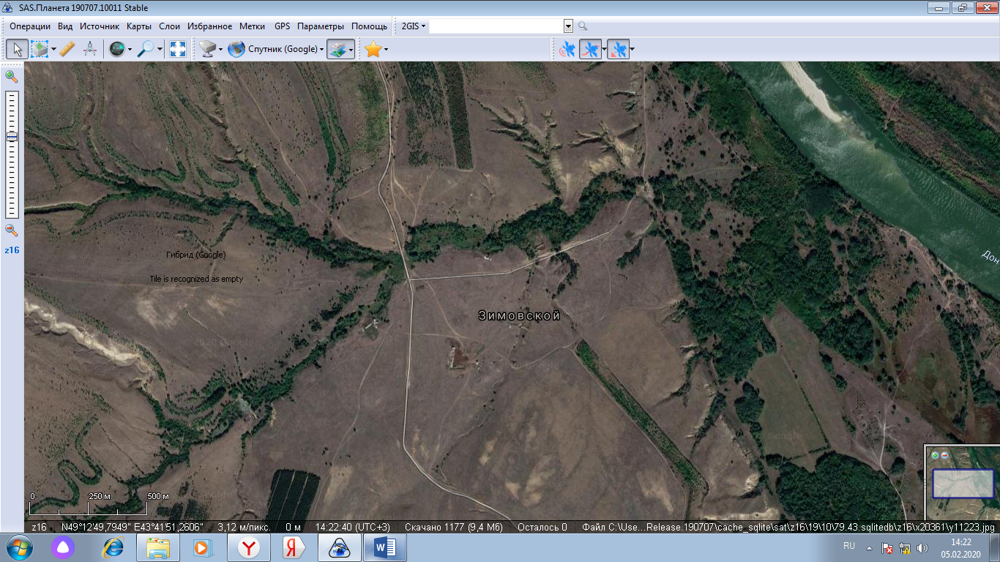 SAS.Планета 190707.10011 Stable
Операции Вид Источник Карты Слои Избранное Метки GPS Параметры Помощь 2GIS
Спутник (Google)
z16
Гибрид (Google)
Tile is recognized as empty
Дон
Зимовской
0 250 м 500 м
z16 N49°12'49,7949" E43°41'51,2606" 3,12 м/пикс. 0 м 14:22:40 (UTC+3) Скачано 1177 (9,4 Мб) Осталось 0 Файл C:\Use...Release.190707\cache_sqlite\sat\z16\19\10\79.43.sqlitedb\z16\x20361\y11223.jpg
RU 14:22
05.02.2020